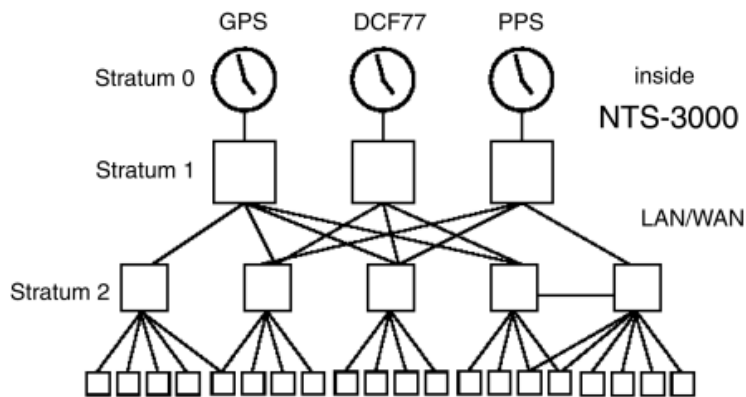 GPS DCF77 PPS
Stratum 0
inside
NTS-3000
Stratum 1
LAN/WAN
Stratum 2